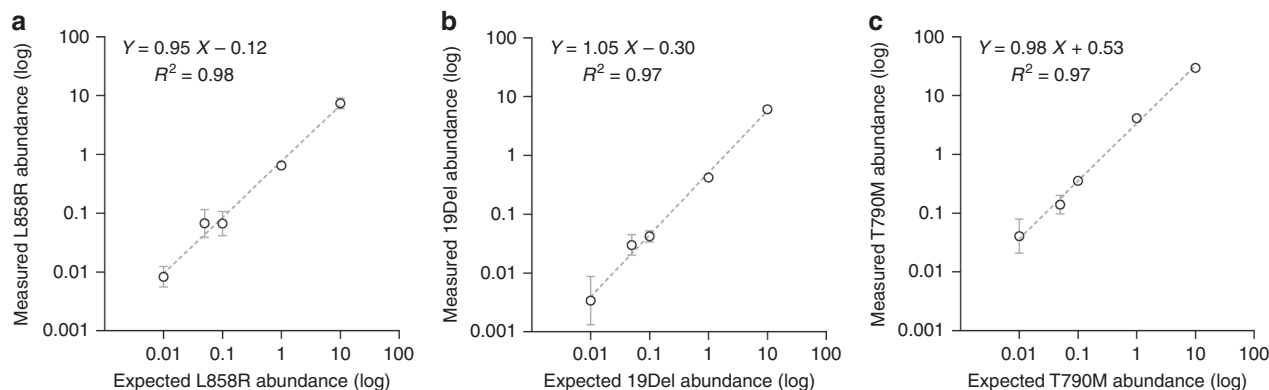 a
Y = 0.95 X – 0.12
R² = 0.98
100
10
1
0.1
0.01
0.001
0.01 0.1 1 10 100
Measured L858R abundance (log)
Expected L858R abundance (log)
b
Y = 1.05 X – 0.30
R² = 0.97
100
10
1
0.1
0.01
0.001
0.01 0.1 1 10 100
Measured 19Del abundance (log)
Expected 19Del abundance (log)
c
Y = 0.98 X + 0.53
R² = 0.97
100
10
1
0.1
0.01
0.001
0.01 0.1 1 10 100
Measured T790M abundance (log)
Expected T790M abundance (log)